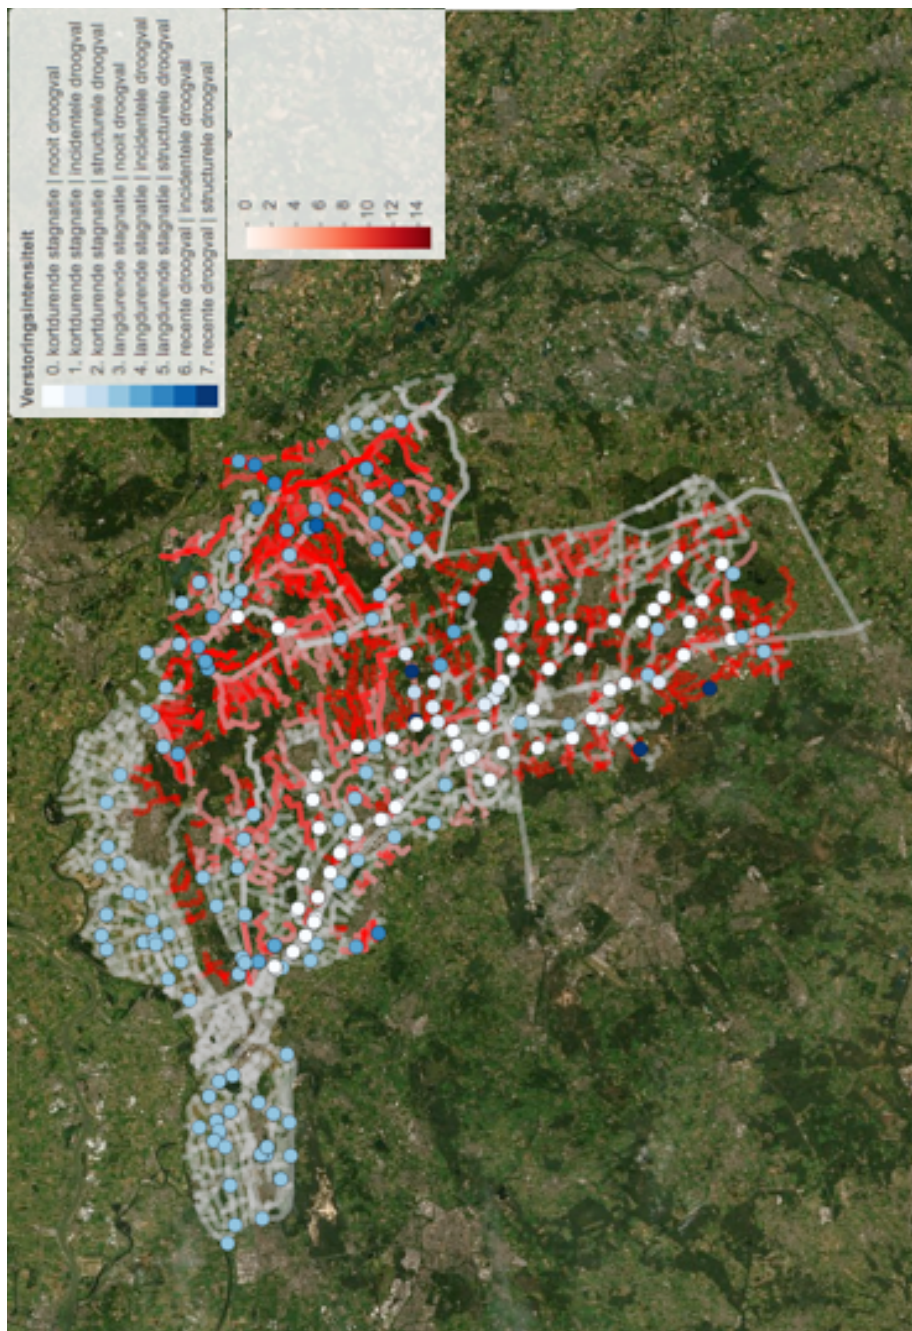 Verstoringsintensiteit
0. kortdurende stagnatie | nooit droogval
1. kortdurende stagnatie | incidentele droogval
2. kortdurende stagnatie | structurele droogval
3. langdurende stagnatie | nooit droogval
4. langdurende stagnatie | incidentele droogval
5. langdurende stagnatie | structurele droogval
6. recente droogval | incidentele droogval
7. recente droogval | structurele droogval
0
2
4
6
8
10
12
14